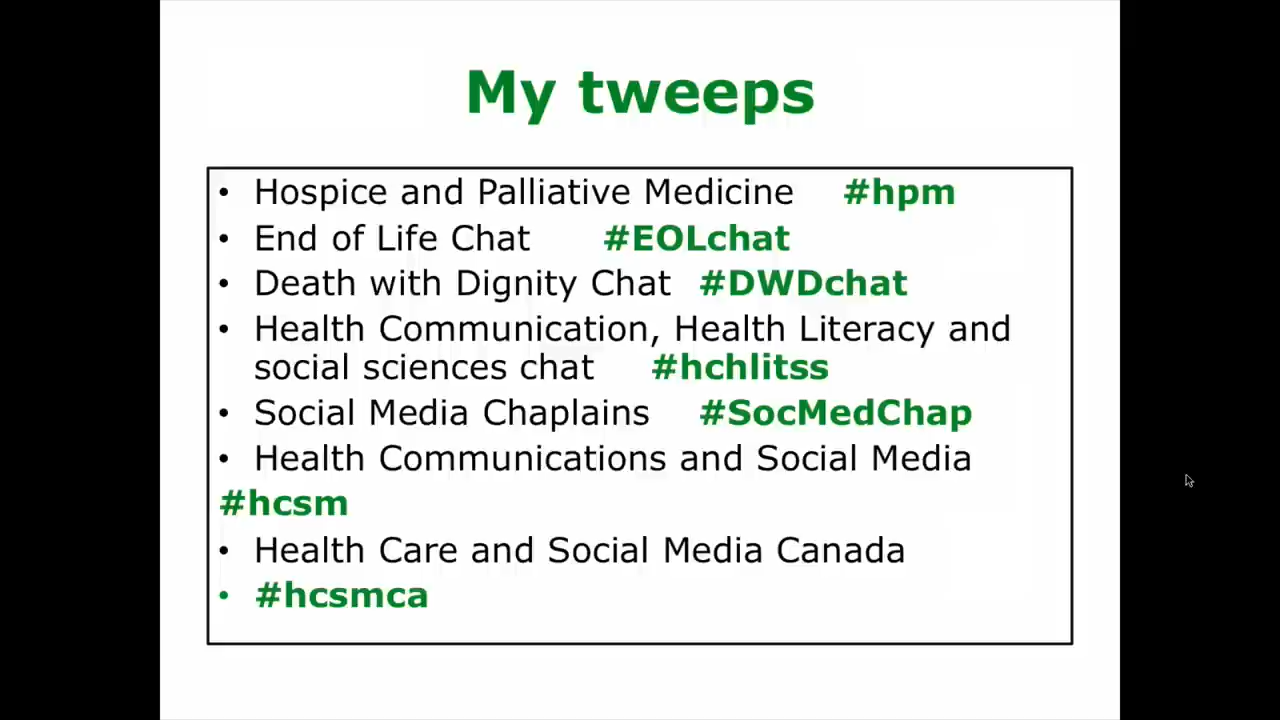 My tweeps
• Hospice and Palliative Medicine #hpm
• End of Life Chat #EOLchat
• Death with Dignity Chat #DWDchat
• Health Communication, Health Literacy and
social sciences chat #hchlitss
• Social Media Chaplains #SocMedChap
• Health Communications and Social Media
#hcsm
• Health Care and Social Media Canada
• #hcsmca